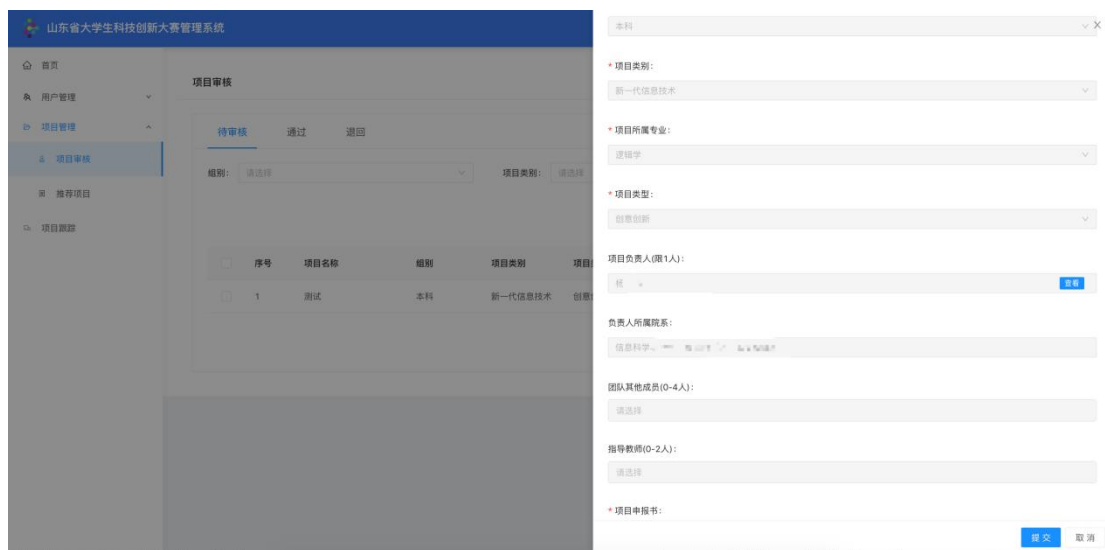 山东省大学生科技创新大赛管理系统
首页
用户管理
项目管理
项目审核
推荐项目
项目跟踪
项目审核
待审核 通过 退回
组别: 请选择 项目类别: 请选择
序号 项目名称 组别 项目类别 项目
1 测试 本科 新一代信息技术 创意
本科
* 项目类别:
新一代信息技术
* 项目所属专业:
逻辑学
* 项目类型:
创意创新
项目负责人(限1人):
查看
负责人所属院系:
信息科学
团队其他成员(0-4人):
请选择
指导教师(0-2人):
请选择
* 项目申报书:
提交 取消